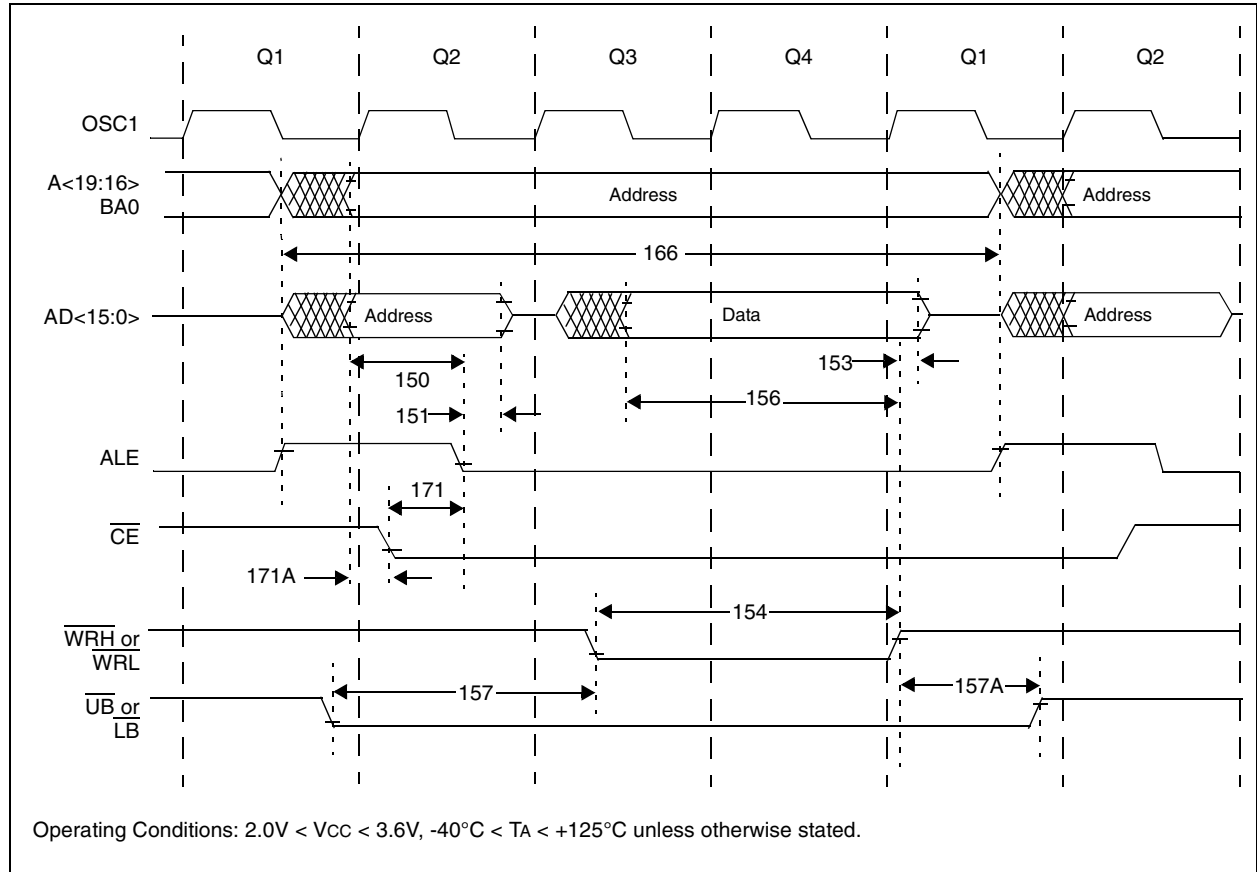 Q1 Q2 Q3 Q4 Q1 Q2
OSC1
A<19:16>
BA0
Address Address
166
AD<15:0>
Address Data Address
150
153
156
151
ALE
171
CE
171A
154
WRH or
WRL
157 157A
UB or
LB
Operating Conditions: 2.0V < VCC < 3.6V, -40°C < TA < +125°C unless otherwise stated.